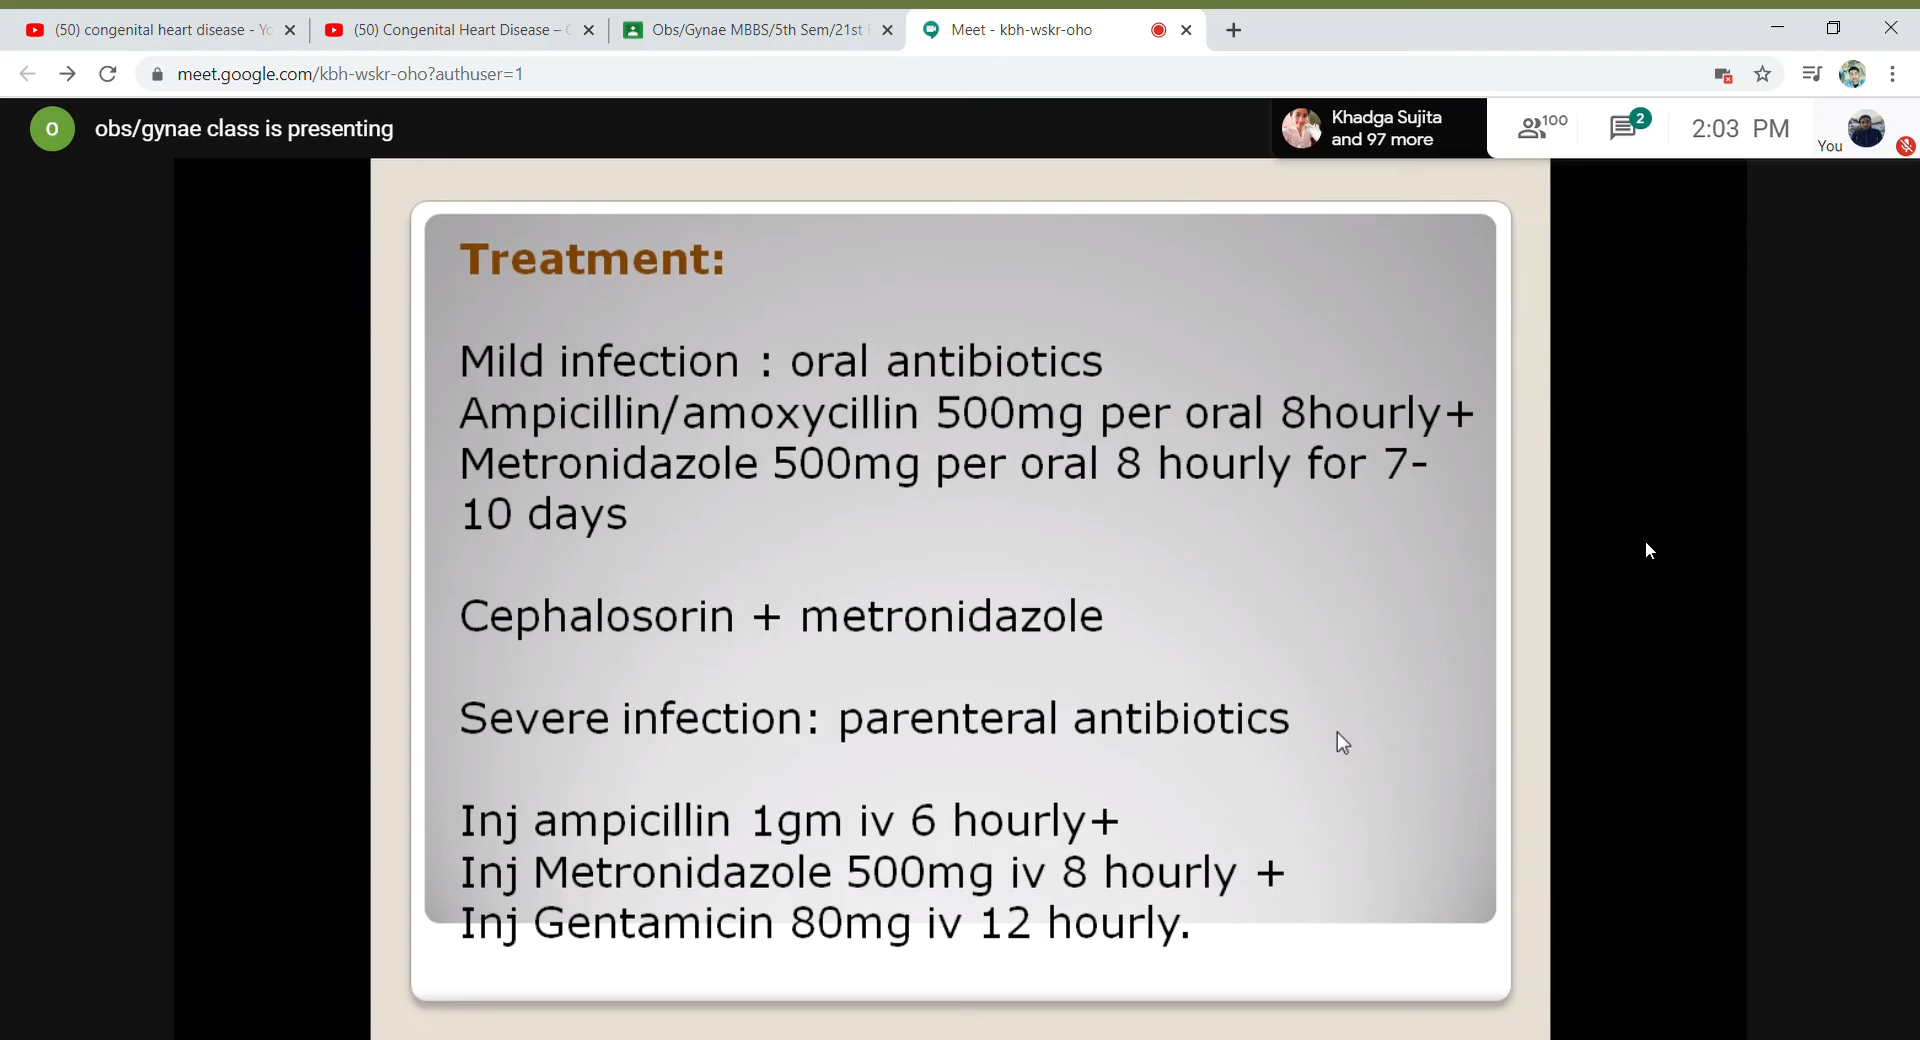 (50) congenital heart disease - Yo
(50) Congenital Heart Disease –
Obs/Gynae MBBS/5th Sem/21st
Meet - kbh-wskr-oho
meet.google.com/kbh-wskr-oho?authuser=1
O
obs/gynae class is presenting
Khadga Sujita
and 97 more
100
2
2:03 PM
You
Treatment:
Mild infection : oral antibiotics
Ampicillin/amoxycillin 500mg per oral 8hourly+
Metronidazole 500mg per oral 8 hourly for 7-
10 days
Cephalosorin + metronidazole
Severe infection: parenteral antibiotics
Inj ampicillin 1gm iv 6 hourly+
Inj Metronidazole 500mg iv 8 hourly +
Inj Gentamicin 80mg iv 12 hourly.